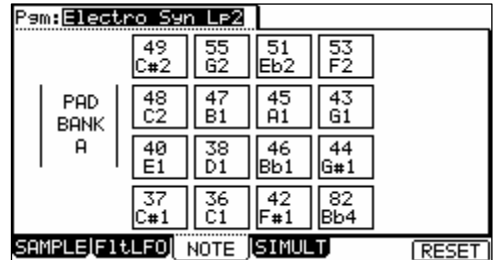 Pgm:Electro Syn Lp2
49 55 51 53
C#2 G2 Eb2 F2
PAD 48 47 45 43
BANK C2 B1 A1 G1
A 40 38 46 44
E1 D1 Bb1 G#1
37 36 42 82
C#1 C1 F#1 Bb4
SAMPLE FltLFO NOTE SIMULT RESET